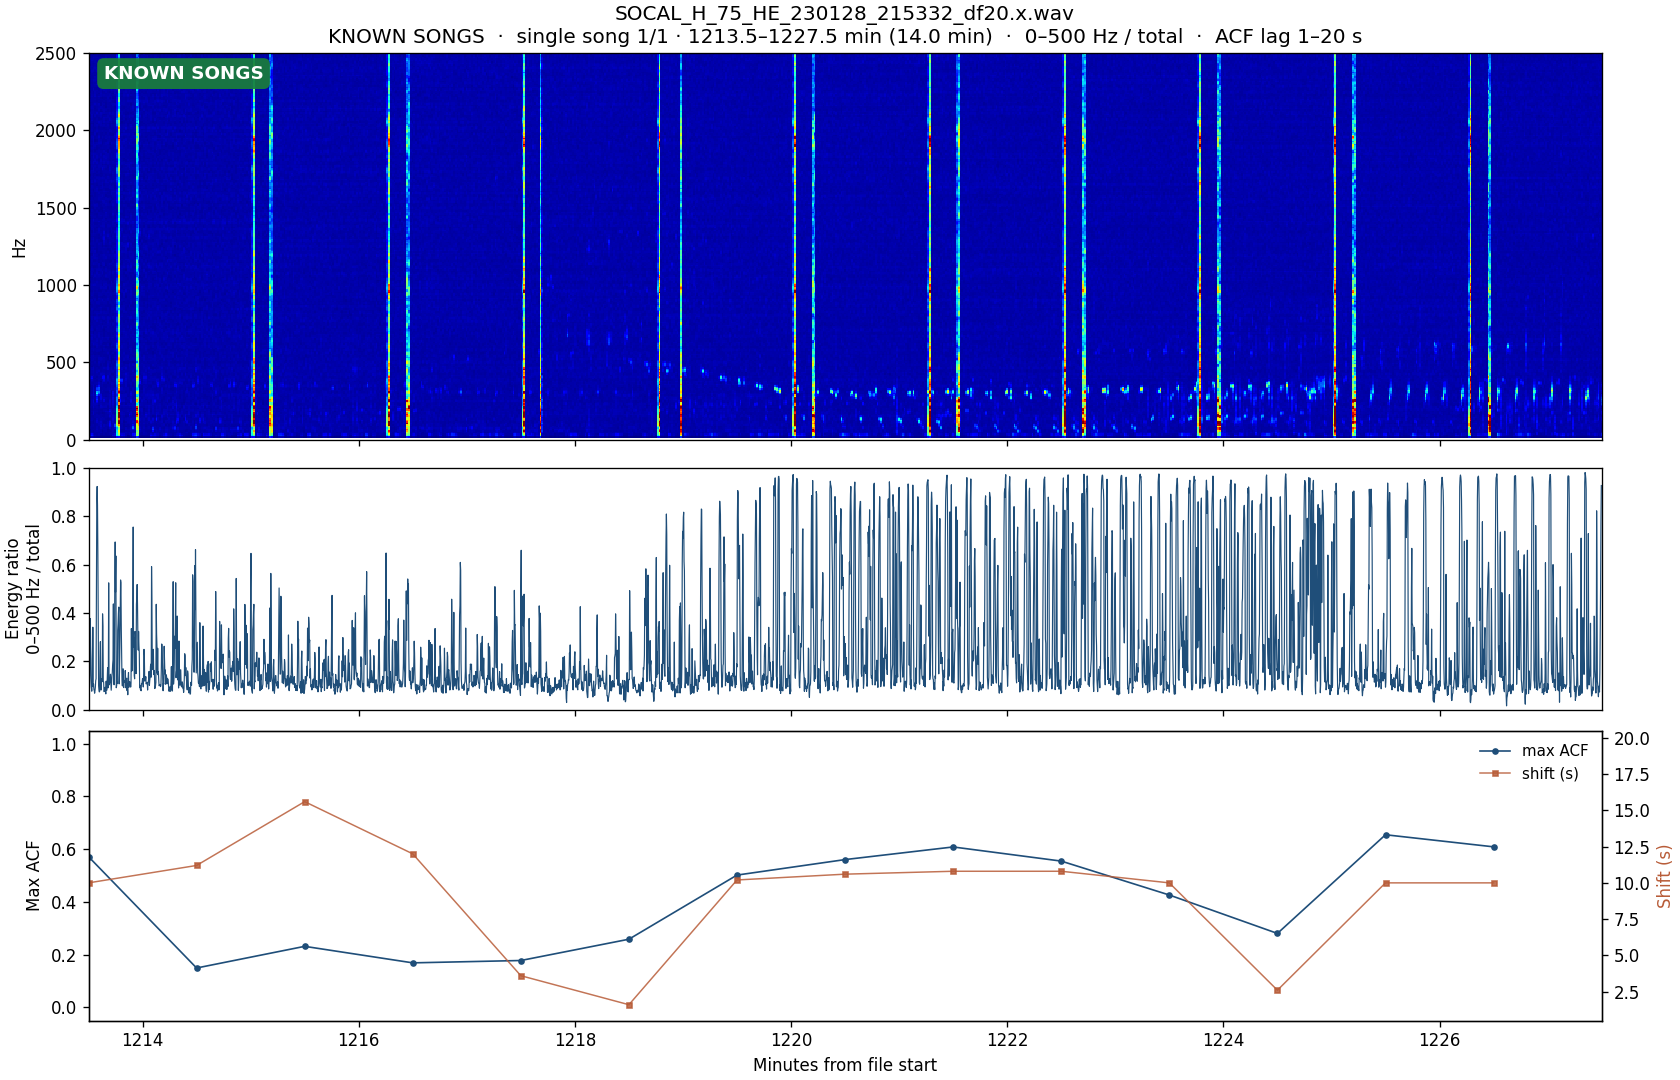 SOCAL_H_75_HE_230128_215332_df20.x.wav
KNOWN SONGS · single song 1/1 · 1213.5–1227.5 min (14.0 min) · 0–500 Hz / total · ACF lag 1–20 s
KNOWN SONGS
2500
2000
1500
1000
500
0
Hz
1.0
0.8
0.6
0.4
0.2
0.0
Energy ratio
0–500 Hz / total
1.0
0.8
0.6
0.4
0.2
0.0
Max ACF
max ACF
shift (s)
20.0
17.5
15.0
12.5
10.0
7.5
5.0
2.5
Shift (s)
1214 1216 1218 1220 1222 1224 1226
Minutes from file start